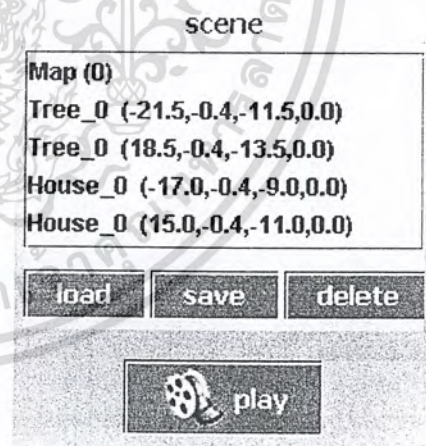 scene
Map (0)
Tree_0 (-21.5,-0.4,-11.5,0.0)
Tree_0 (18.5,-0.4,-13.5,0.0)
House_0 (-17.0,-0.4,-9.0,0.0)
House_0 (15.0,-0.4,-11.0,0.0)
load save delete
play